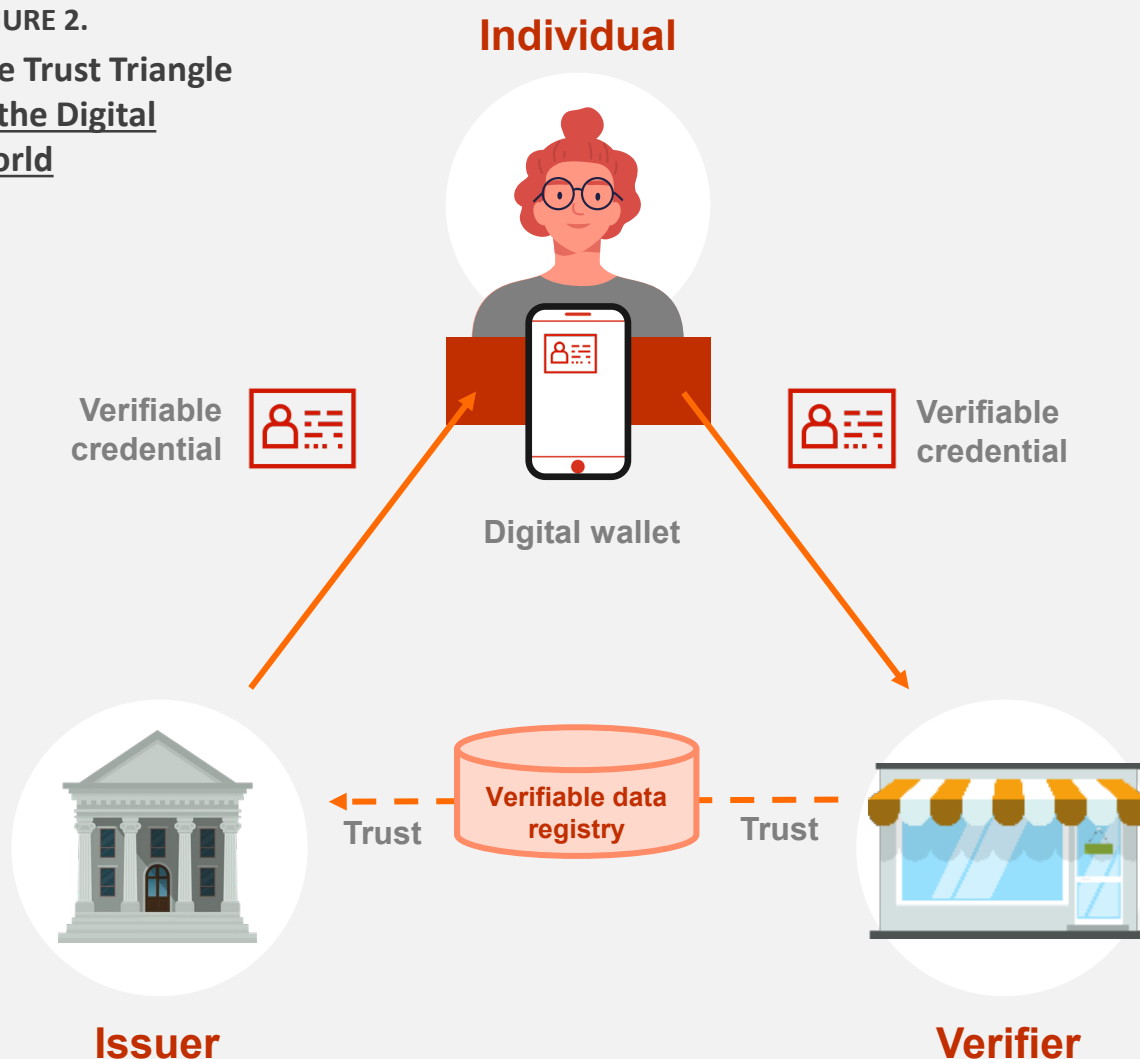 GURE 2.
e Trust Triangle
the Digital
orld
Individual
Verifiable
credential
Verifiable
credential
Digital wallet
Verifiable data
registry
Trust
Trust
Issuer
Verifier